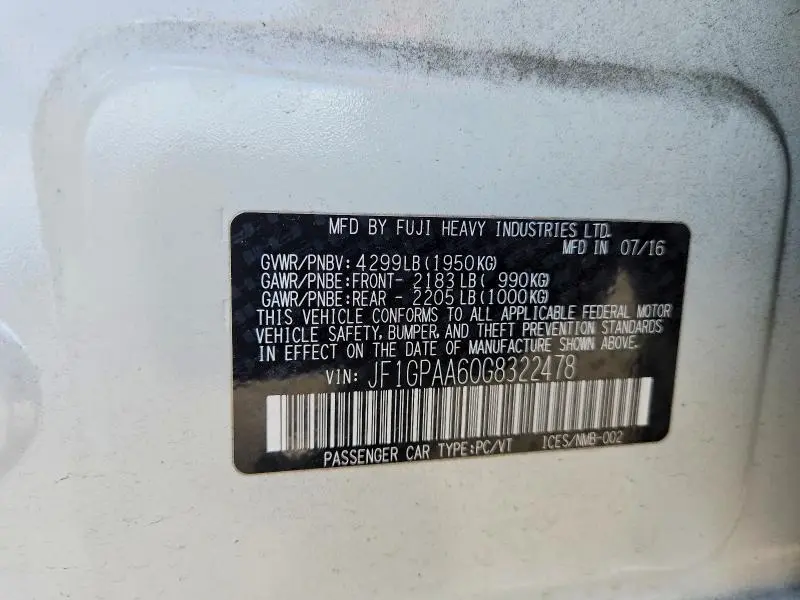 MFD BY FUJI HEAVY INDUSTRIES LTD.
MFD IN 07/16
GVWR/PNBV: 4299LB(1950KG)
GAWR/PNBE:FRONT- 2183LB( 990KG)
GAWR/PNBE:REAR - 2205LB(1000KG)
THIS VEHICLE CONFORMS TO ALL APPLICABLE FEDERAL MOTOR
VEHICLE SAFETY, BUMPER, AND THEFT PREVENTION STANDARDS
IN EFFECT ON THE DATE OF MANUFACTURE SHOWN ABOVE.
VIN: JF1GPAA60G8322478
PASSENGER CAR TYPE:PC/VT ICES/NMB-002